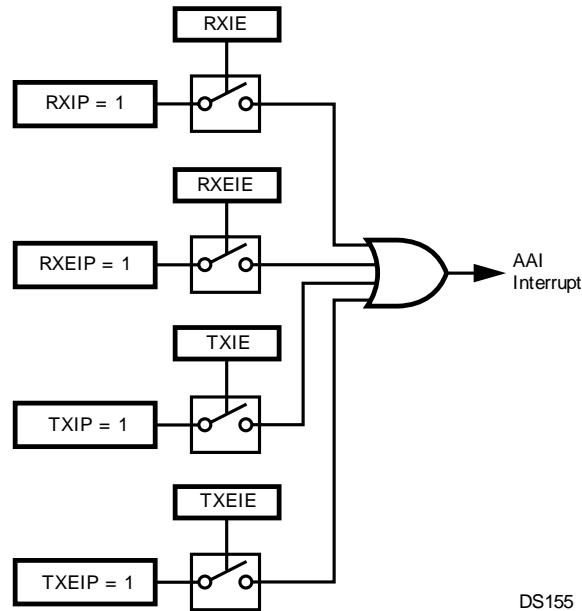 RXIE
RXIP = 1
RXEIE
RXEIP = 1
AAI
Interrupt
TXIE
TXIP = 1
TXEIE
TXEIP = 1
DS155